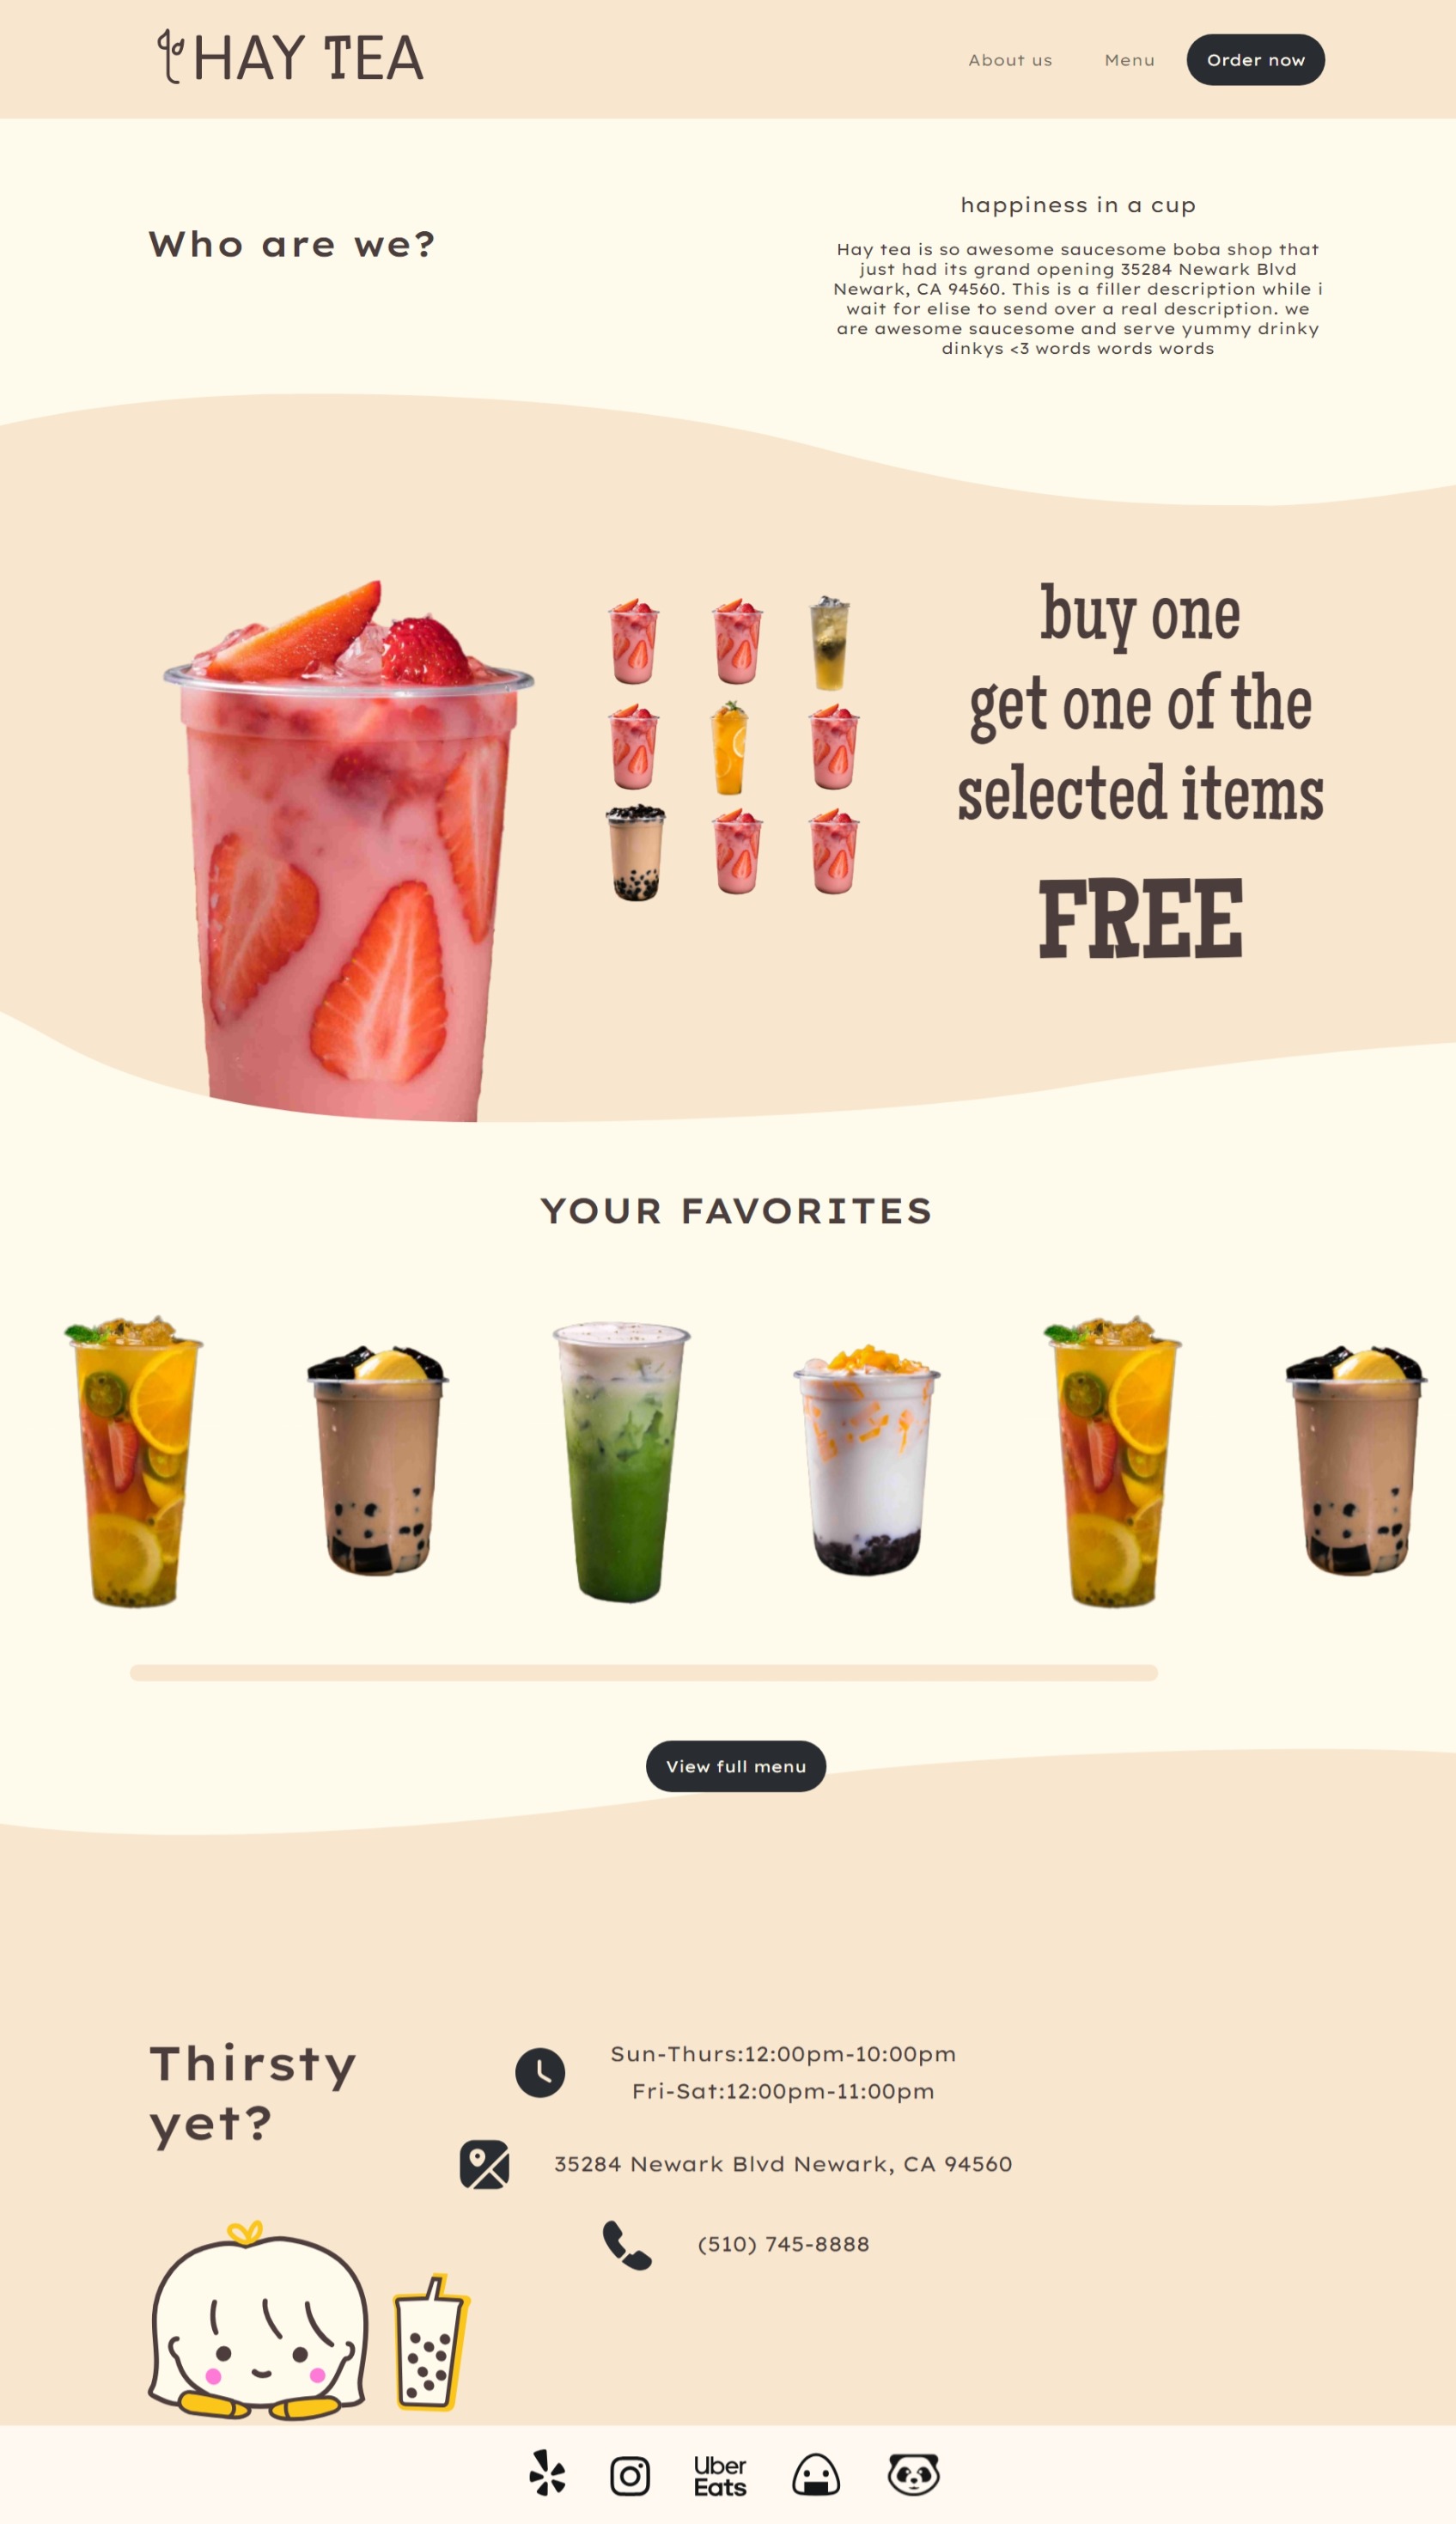 HAY TEA
About us
Menu
Order now
Who are we?
happiness in a cup
Hay tea is so awesome saucesome boba shop that
just had its grand opening 35284 Newark Blvd
Newark, CA 94560. This is a filler description while i
wait for elise to send over a real description. we
are awesome saucesome and serve yummy drinky
dinkys <3 words words words
buy one
get one of the
selected items
FREE
YOUR FAVORITES
View full menu
Thirsty
yet?
Sun-Thurs:12:00pm-10:00pm
Fri-Sat:12:00pm-11:00pm
35284 Newark Blvd Newark, CA 94560
(510) 745-8888
Uber
Eats